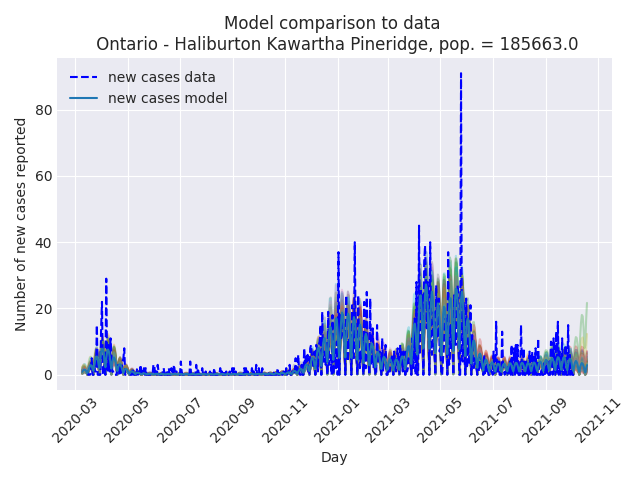 Model comparison to data
Ontario - Haliburton Kawartha Pineridge, pop. = 185663.0
new cases data
new cases model
Number of new cases reported
80
60
40
20
0
2020-03
2020-05
2020-07
2020-09
2020-11
2021-01
2021-03
2021-05
2021-07
2021-09
2021-11
Day